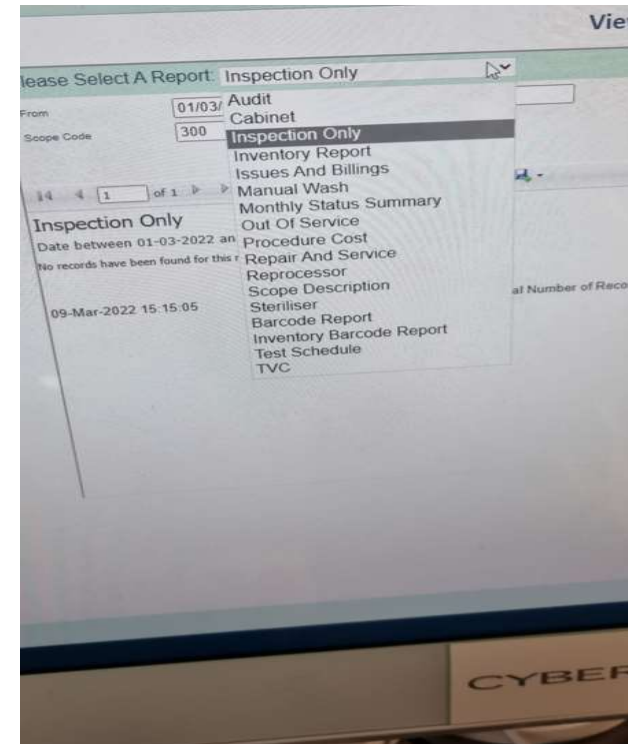 Vie
lease Select A Report: Inspection Only
From 01/03/
Scope Code 300
Audit
Cabinet
Inspection Only
Inventory Report
Issues And Billings
Manual Wash
Monthly Status Summary
Out Of Service
Procedure Cost
Repair And Service
Reprocessor
Scope Description
Steriliser
Barcode Report
Inventory Barcode Report
Test Schedule
TVC
1 of 1
Inspection Only
Date between 01-03-2022 an
No records have been found for this r
09-Mar-2022 15:15:05
al Number of Reco
CYBER